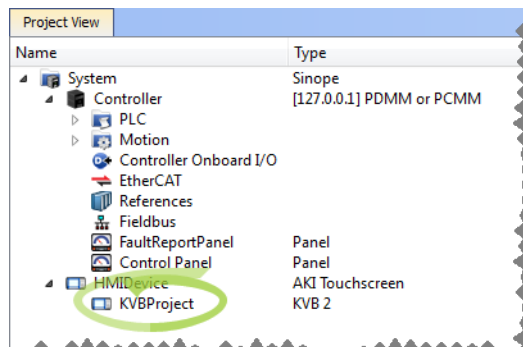 Project View
Name Type
System Sinope
Controller [127.0.0.1] PDMM or PCMM
PLC
Motion
Controller Onboard I/O
EtherCAT
References
Fieldbus
FaultReportPanel Panel
Control Panel Panel
HMIDevice AKI Touchscreen
KVBProject KVB 2